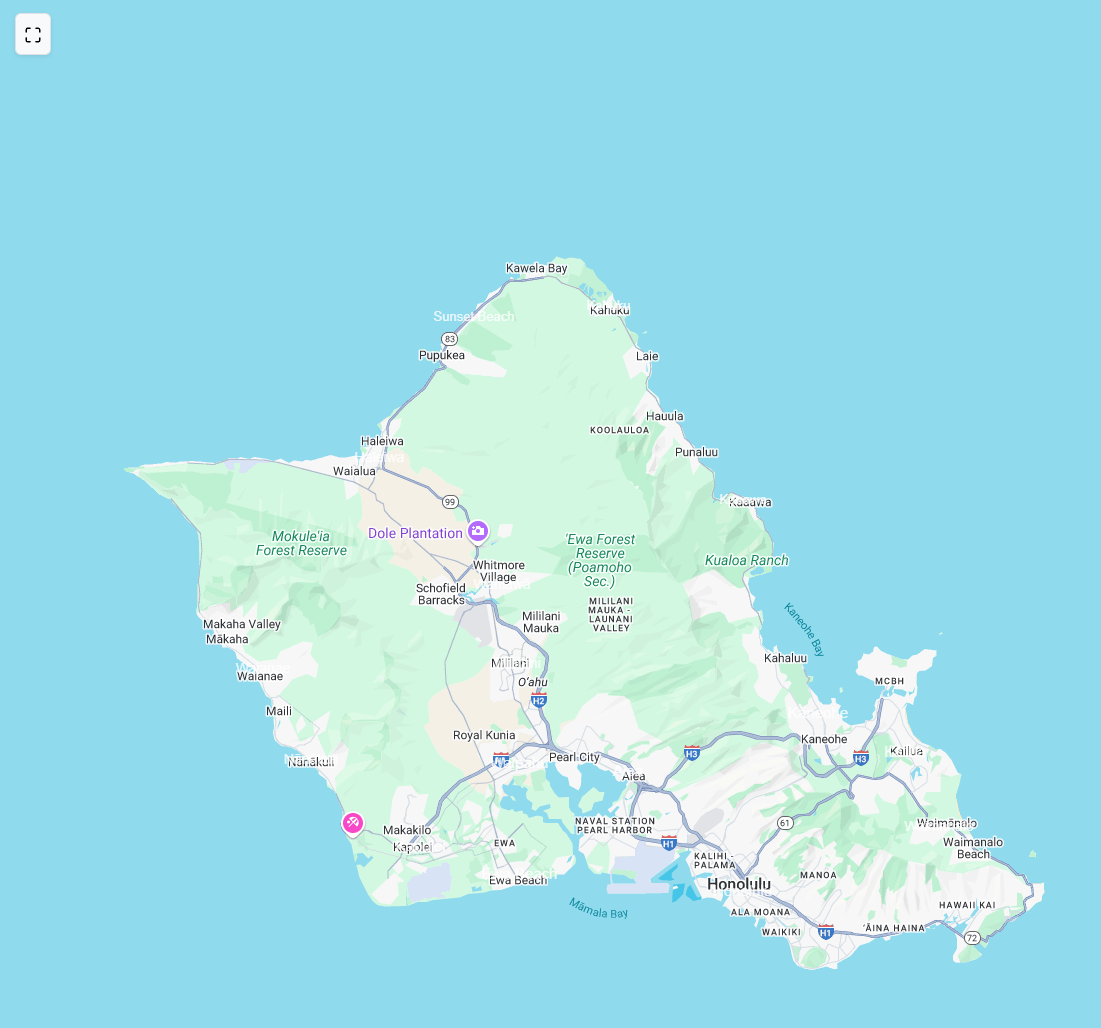 Kawela Bay
Kahuku
Sunset Beach
83
Pupukea
Laie
Hauula
KOOLAULOA
Haleiwa
Punaluu
Waialua
99
Kaaawa
Dole Plantation
Mokule'ia
Forest Reserve
'Ewa Forest
Reserve
(Poamoho
Sec.)
Kualoa Ranch
Whitmore
Village
Schofield
Barracks
MILILANI
MAUKA -
LAUNANI
VALLEY
Mililani
Mauka
Kaneohe Bay
Makaha Valley
Mākaha
Kahaluu
Mililani
Waianae
Waianae
MCBH
O‘ahu
H2
Maili
Kaneohe
Royal Kunia
Kaneohe
H3
Pearl City
H3
Kailua
Nānākuli
H1
Waipahu
Aiea
NAVAL STATION
PEARL HARBOR
61
Waimānalo
Makakilo
Kapolei
EWA
H1
Waimanalo
Beach
KALIHI -
PALAMA
Ewa Beach
Honolulu
MANOA
Māmala Bay
ALA MOANA
HAWAII KAI
WAIKIKI
H1
‘ĀINA HAINA
72